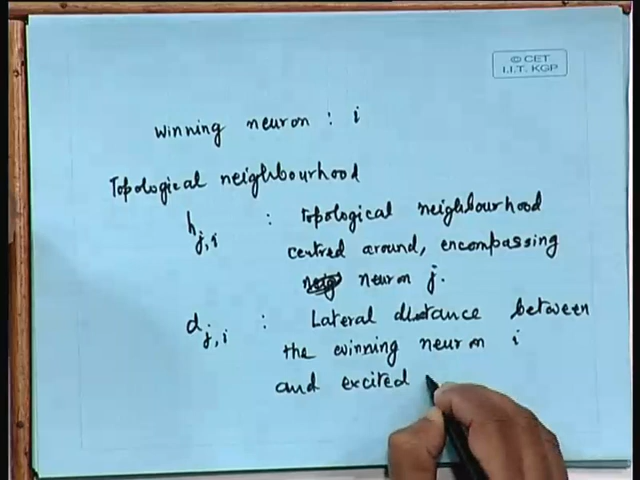 © CET
I.I.T. KGP
Winning neuron : i
Topological neighbourhood
h j,i : topological neighbourhood
centred around, encompassing
neuron j.
d j,i : Lateral distance between
the winning neuron i
and excited